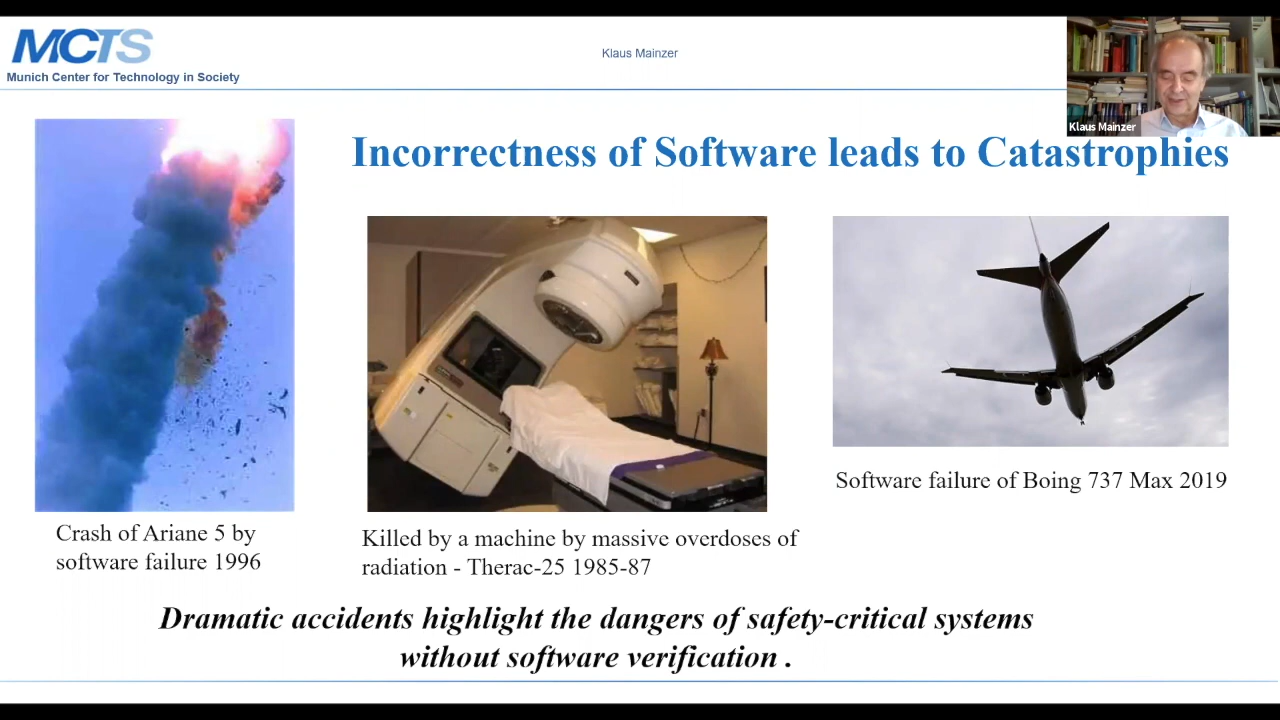 MCTS
Munich Center for Technology in Society
Klaus Mainzer
Klaus Mainzer
Incorrectness of Software leads to Catastrophies
Crash of Ariane 5 by
software failure 1996
Killed by a machine by massive overdoses of
radiation - Therac-25 1985-87
Software failure of Boing 737 Max 2019
Dramatic accidents highlight the dangers of safety-critical systems
without software verification .